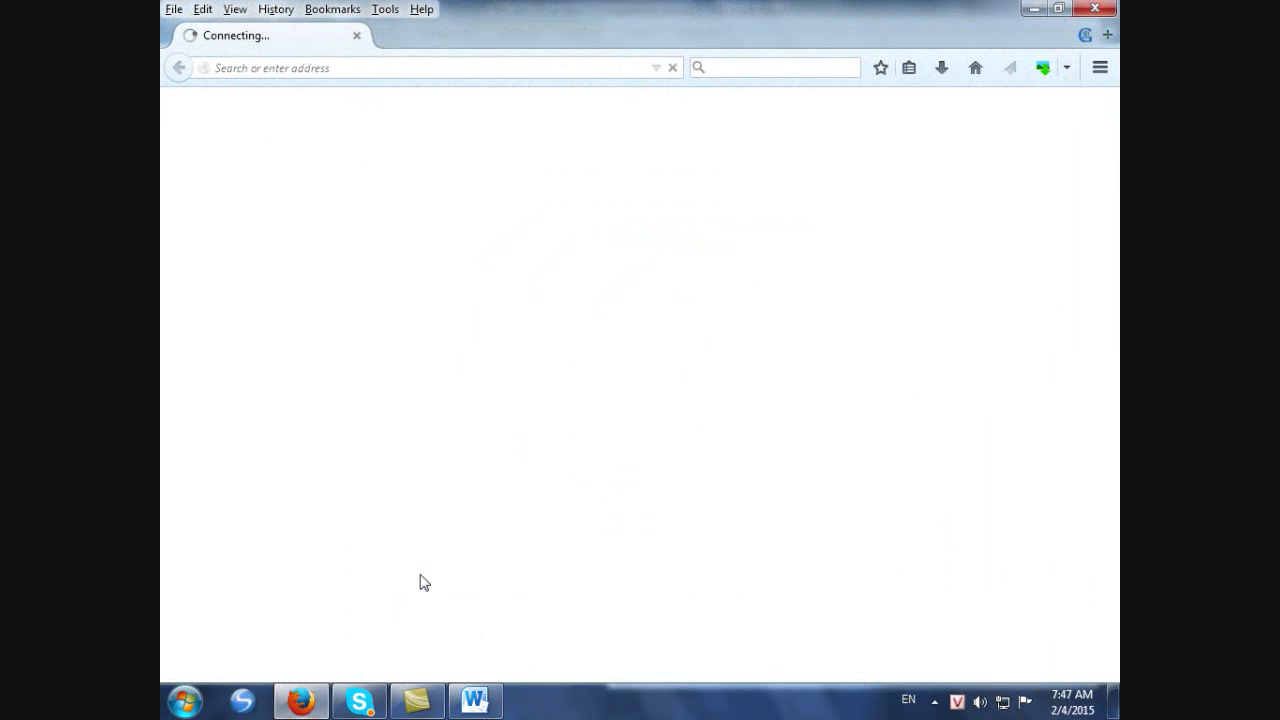 File Edit View History Bookmarks Tools Help
Connecting...
Search or enter address
EN
V
7:47 AM
2/4/2015